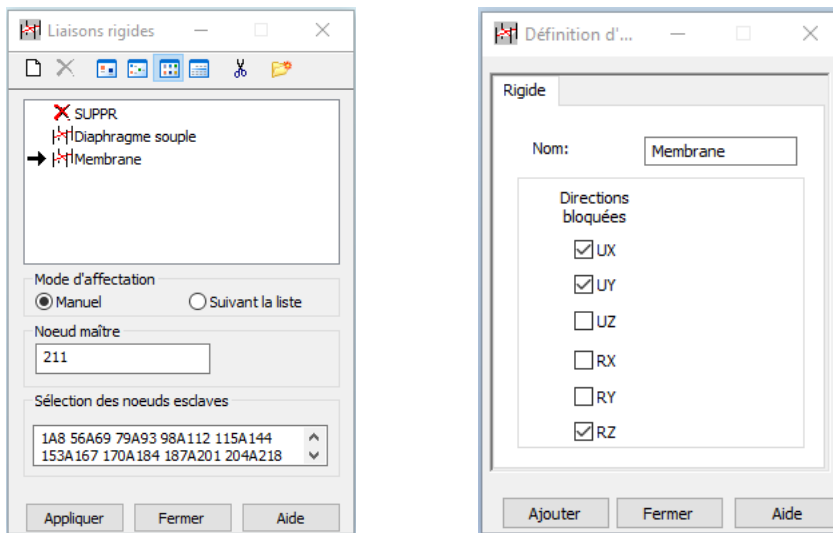 Liaisons rigides
SUPPR
Diaphragme souple
Membrane
Mode d'affectation
Manuel
Suivant la liste
Noeud maître
211
Sélection des noeuds esclaves
1A8 56A69 79A93 98A112 115A144
153A167 170A184 187A201 204A218
Appliquer
Fermer
Aide
Définition d'...
Rigide
Nom:
Membrane
Directions
bloquées
UX
UY
UZ
RX
RY
RZ
Ajouter
Fermer
Aide